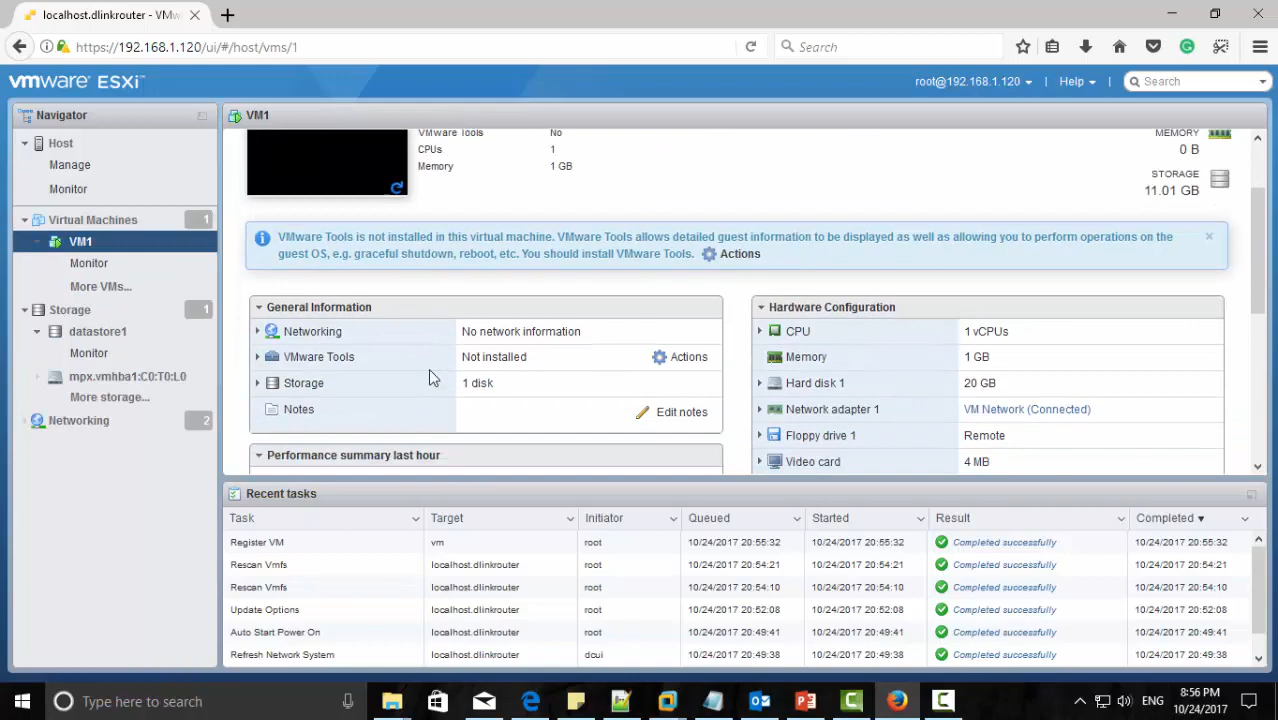 localhost.dlinkrouter - VMw
https://192.168.1.120/ui/#/host/vms/1
Search
vmware ESXi™
root@192.168.1.120
Help
Search
Navigator
Host
Manage
Monitor
Virtual Machines
1
VM1
Monitor
More VMs...
Storage
1
datastore1
Monitor
mpx.vmhba1:C0:T0:L0
More storage...
Networking
2
VM1
VMware Tools No
CPUs 1
Memory 1 GB
MEMORY
0 B
STORAGE
11.01 GB
VMware Tools is not installed in this virtual machine. VMware Tools allows detailed guest information to be displayed as well as allowing you to perform operations on the
guest OS, e.g. graceful shutdown, reboot, etc. You should install VMware Tools. Actions
General Information
Networking No network information
VMware Tools Not installed Actions
Storage 1 disk
Notes Edit notes
Performance summary last hour
Hardware Configuration
CPU 1 vCPUs
Memory 1 GB
Hard disk 1 20 GB
Network adapter 1 VM Network (Connected)
Floppy drive 1 Remote
Video card 4 MB
Recent tasks
Task Target Initiator Queued Started Result Completed
Register VM vm root 10/24/2017 20:55:32 10/24/2017 20:55:32 Completed successfully 10/24/2017 20:55:32
Rescan Vmfs localhost.dlinkrouter root 10/24/2017 20:54:21 10/24/2017 20:54:21 Completed successfully 10/24/2017 20:54:21
Rescan Vmfs localhost.dlinkrouter root 10/24/2017 20:54:10 10/24/2017 20:54:10 Completed successfully 10/24/2017 20:54:10
Update Options localhost.dlinkrouter root 10/24/2017 20:52:08 10/24/2017 20:52:08 Completed successfully 10/24/2017 20:52:08
Auto Start Power On localhost.dlinkrouter root 10/24/2017 20:49:41 10/24/2017 20:49:41 Completed successfully 10/24/2017 20:49:41
Refresh Network System localhost.dlinkrouter dcui 10/24/2017 20:49:38 10/24/2017 20:49:38 Completed successfully 10/24/2017 20:49:38
Type here to search
ENG
8:56 PM
10/24/2017